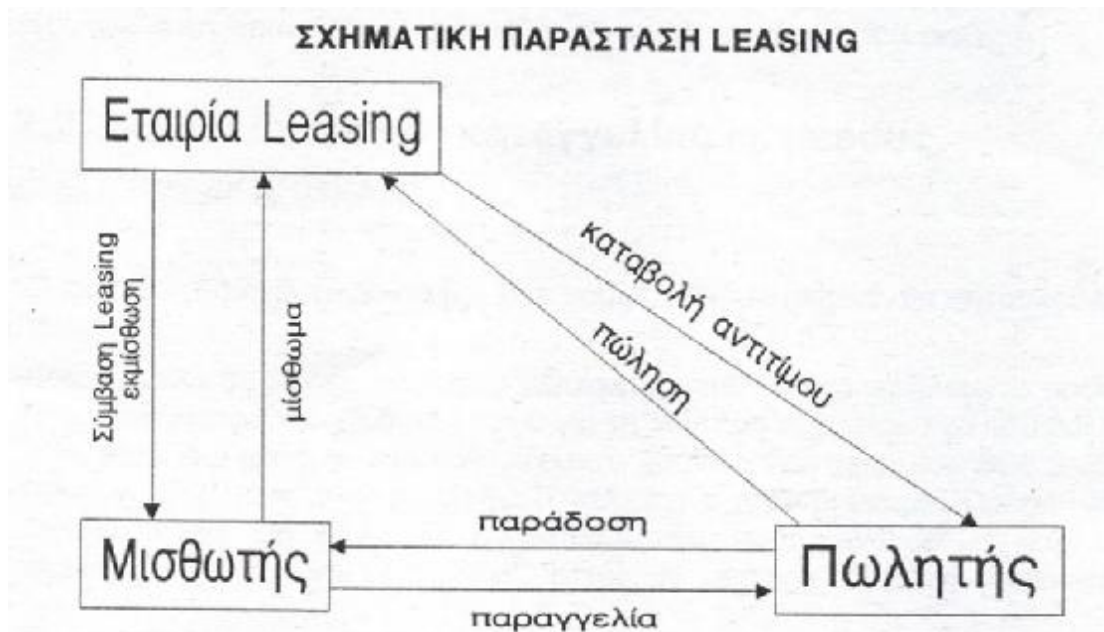 ΣΧΗΜΑΤΙΚΗ ΠΑΡΑΣΤΑΣΗ LEASING
Εταιρία Leasing
Σύμβαση Leasing
εκμίσθωση
μίσθωμα
καταβολή αντιτίμου
πώληση
παράδοση
Μισθωτής
Πωλητής
παραγγελία